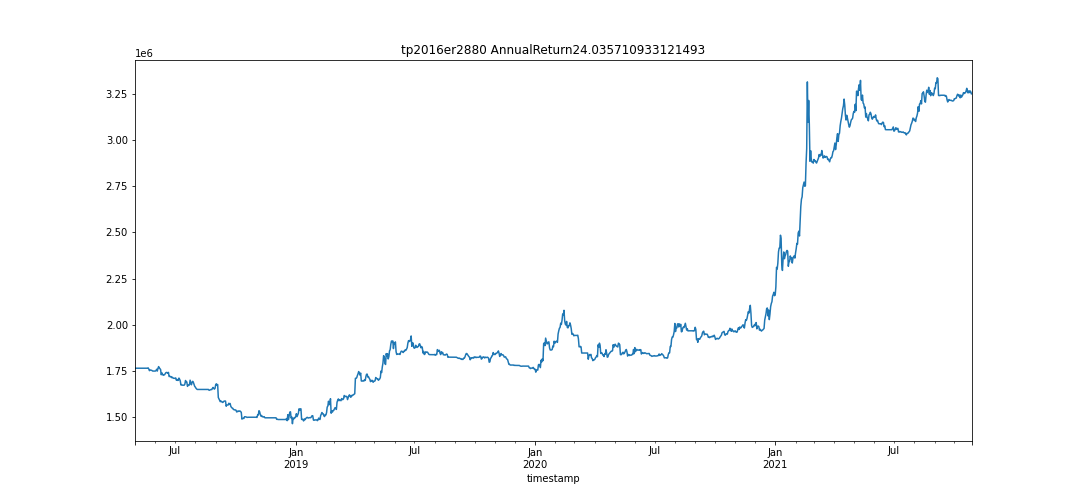 tp2016er2880 AnnualReturn24.035710933121493
1e6
3.25
3.00
2.75
2.50
2.25
2.00
1.75
1.50
Jul Jan Jul Jan Jul Jan Jul
2019 2020 2021
timestamp